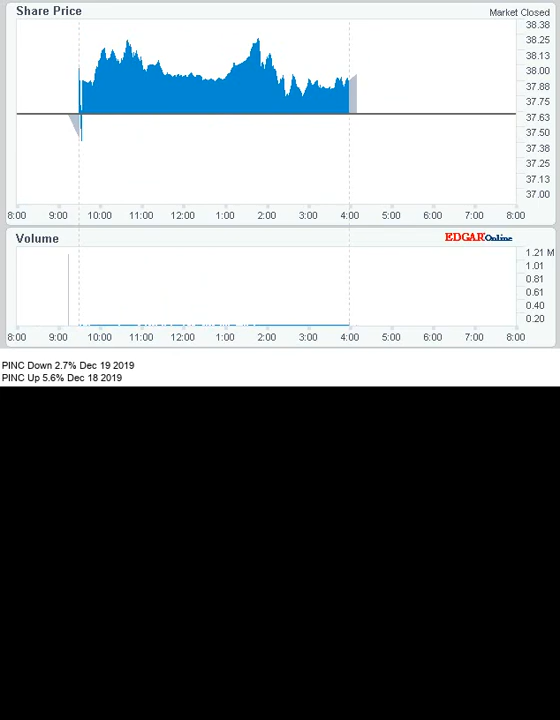 Share Price
Market Closed
38.38
38.25
38.13
38.00
37.88
37.75
37.63
37.50
37.38
37.25
37.13
37.00
8:00 9:00 10:00 11:00 12:00 1:00 2:00 3:00 4:00 5:00 6:00 7:00 8:00
Volume
EDGAR Online
1.21 M
1.01
0.81
0.61
0.40
0.20
8:00 9:00 10:00 11:00 12:00 1:00 2:00 3:00 4:00 5:00 6:00 7:00 8:00
PINC Down 2.7% Dec 19 2019
PINC Up 5.6% Dec 18 2019